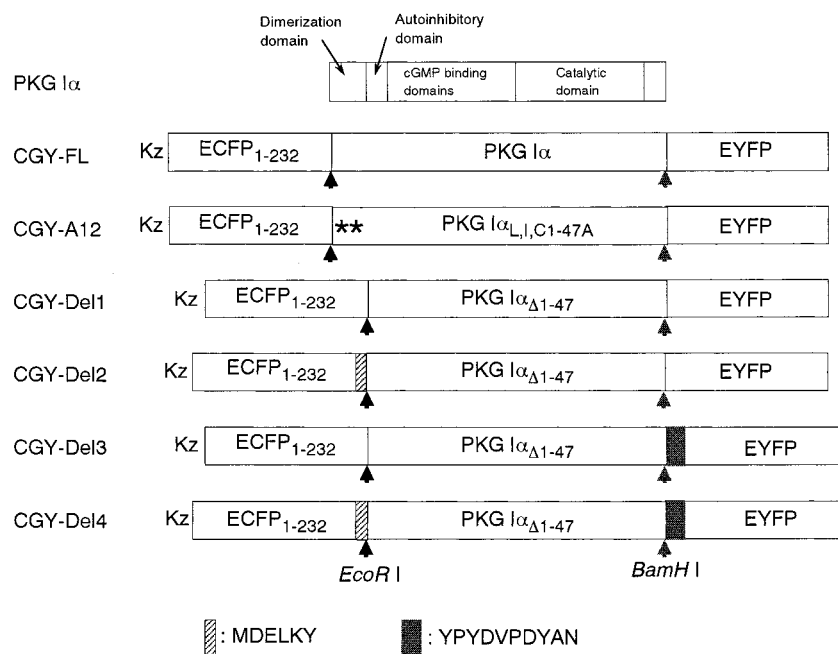 Dimerization domain
Autoinhibitory domain
PKG Iα
cGMP binding domains
Catalytic domain
CGY-FL Kz ECFP1-232 PKG Iα EYFP
CGY-A12 Kz ECFP1-232 ** PKG IαL,I,C1-47A EYFP
CGY-Del1 Kz ECFP1-232 PKG IαΔ1-47 EYFP
CGY-Del2 Kz ECFP1-232 PKG IαΔ1-47 EYFP
CGY-Del3 Kz ECFP1-232 PKG IαΔ1-47 EYFP
CGY-Del4 Kz ECFP1-232 PKG IαΔ1-47 EYFP
EcoR I BamH I
: MDELKY : YPYDVPDYAN